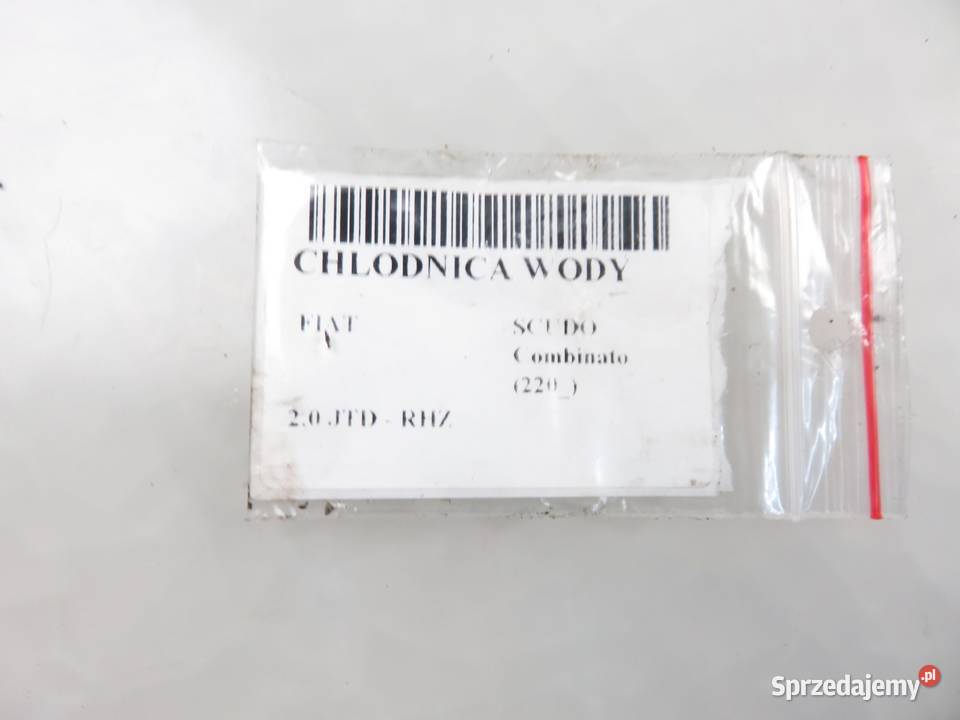 CHLODNICA WODY
FIAT SCUDO
Combinato
(220_)
2.0 JTD - RHZ
Sprzedajemy.pl